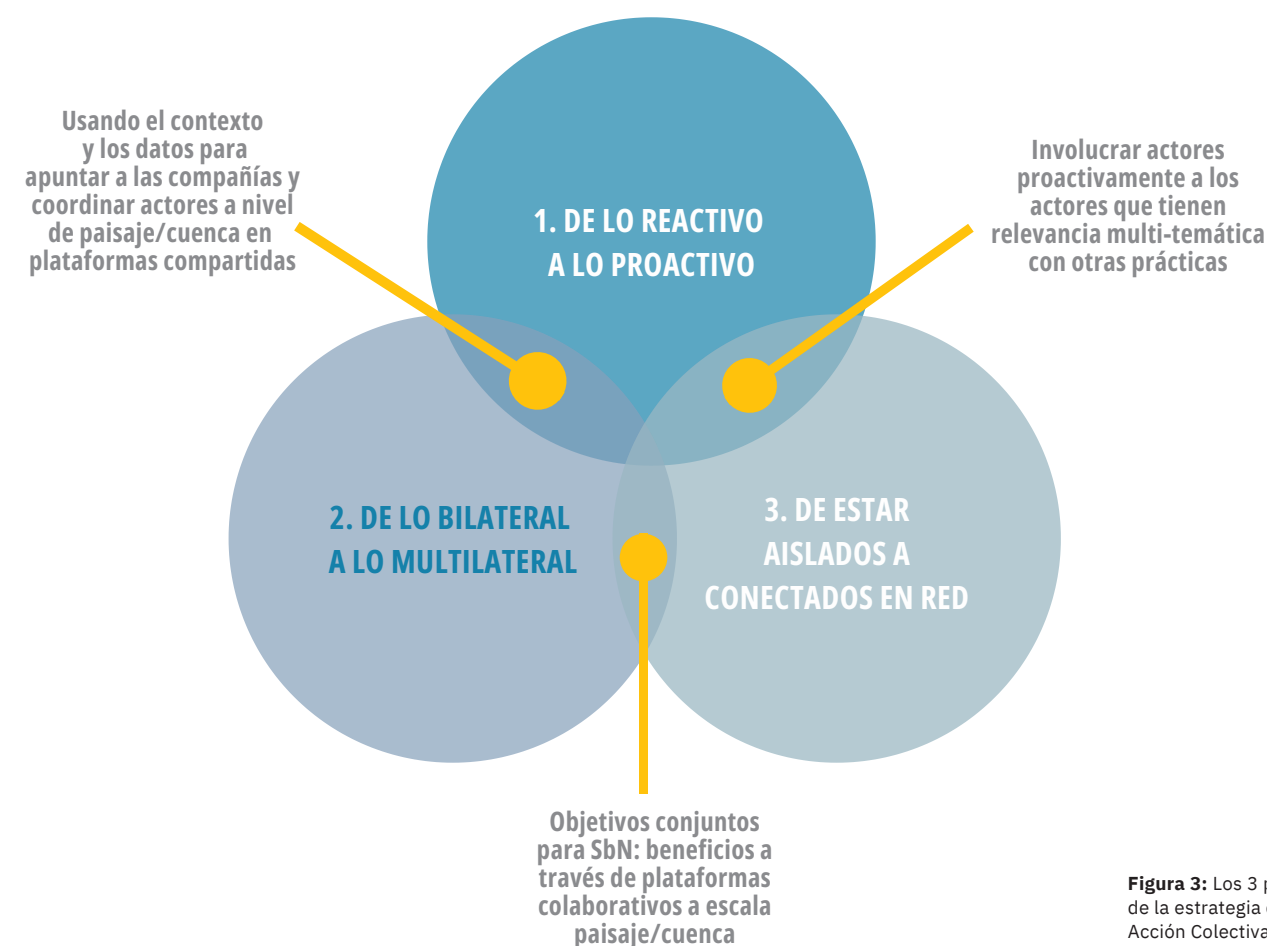 Usando el contexto
y los datos para
apuntar a las compañías y
coordinar actores a nivel
de paisaje/cuenca en
plataformas compartidas
1. DE LO REACTIVO
A LO PROACTIVO
Involucrar actores
proactivamente a los
actores que tienen
relevancia multi-temática
con otras prácticas
2. DE LO BILATERAL
A LO MULTILATERAL
3. DE ESTAR
AISLADOS A
CONECTADOS EN RED
Objetivos conjuntos
para SbN: beneficios a
través de plataformas
colaborativos a escala
paisaje/cuenca
Figura 3: Los 3
de la estrategia
Acción Colectiva